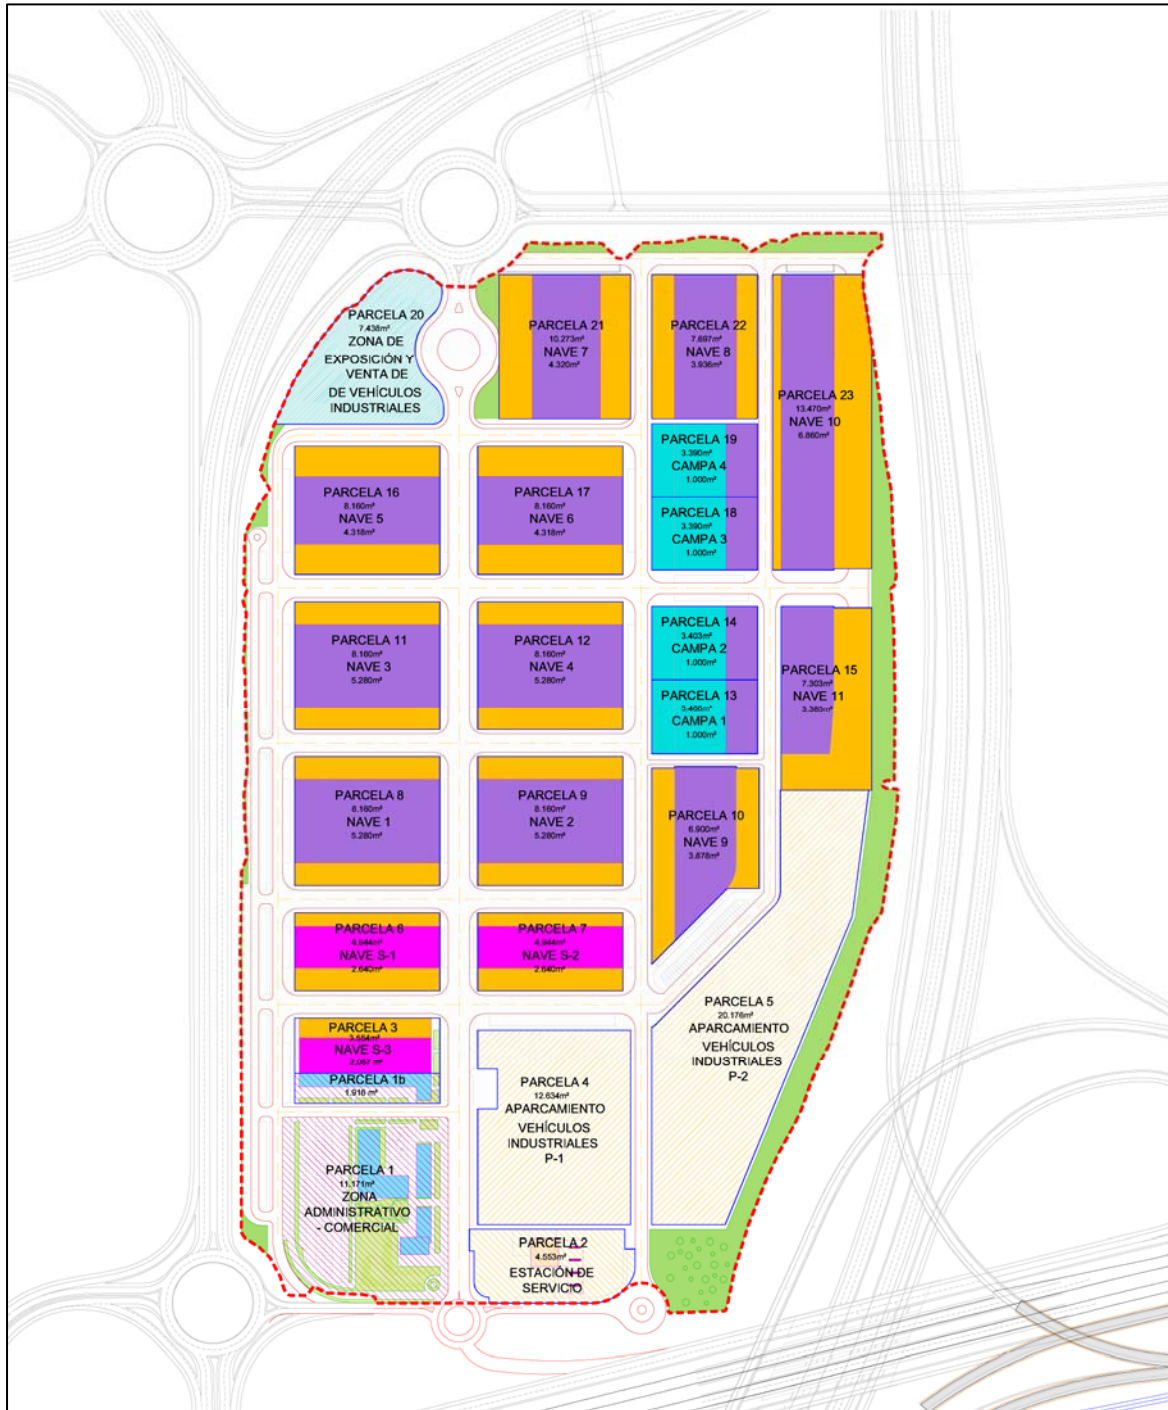 PARCELA 20
7.438m²
ZONA DE
EXPOSICIÓN Y
VENTA DE
DE VEHÍCULOS
INDUSTRIALES
PARCELA 21
10.273m²
NAVE 7
4.320m²
PARCELA 22
7.697m²
NAVE 8
3.936m²
PARCELA 23
13.470m²
NAVE 10
6.860m²
PARCELA 19
3.390m²
CAMPA 4
1.000m²
PARCELA 18
3.390m²
CAMPA 3
1.000m²
PARCELA 16
8.160m²
NAVE 5
4.318m²
PARCELA 17
8.160m²
NAVE 6
4.318m²
PARCELA 11
8.160m²
NAVE 3
5.280m²
PARCELA 12
8.160m²
NAVE 4
5.280m²
PARCELA 14
3.403m²
CAMPA 2
1.000m²
PARCELA 13
3.466m²
CAMPA 1
1.000m²
PARCELA 15
7.303m²
NAVE 11
3.383m²
PARCELA 8
8.160m²
NAVE 1
5.280m²
PARCELA 9
8.160m²
NAVE 2
5.280m²
PARCELA 10
6.900m²
NAVE 9
3.878m²
PARCELA 6
4.944m²
NAVE S-1
2.640m²
PARCELA 7
4.944m²
NAVE S-2
2.640m²
PARCELA 3
3.554m²
NAVE S-3
2.067 m²
PARCELA 1b
1.918 m²
PARCELA 5
20.176m²
APARCAMIENTO
VEHÍCULOS
INDUSTRIALES
P-2
PARCELA 4
12.634m²
APARCAMIENTO
VEHÍCULOS
INDUSTRIALES
P-1
PARCELA 1
11.171m²
ZONA
ADMINISTRATIVO
- COMERCIAL
PARCELA 2
4.553m²
ESTACIÓN DE
SERVICIO